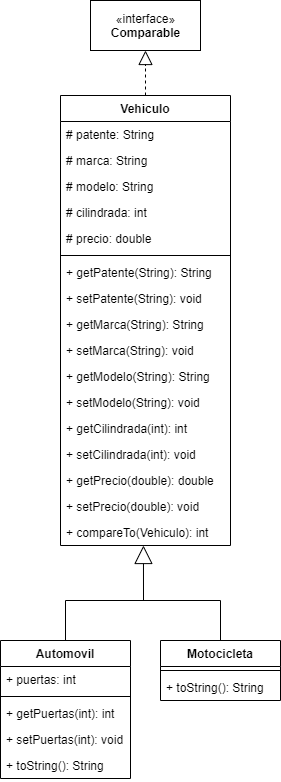 «interface»
Comparable
Vehiculo
# patente: String
# marca: String
# modelo: String
# cilindrada: int
# precio: double
+ getPatente(String): String
+ setPatente(String): void
+ getMarca(String): String
+ setMarca(String): void
+ getModelo(String): String
+ setModelo(String): void
+ getCilindrada(int): int
+ setCilindrada(int): void
+ getPrecio(double): double
+ setPrecio(double): void
+ compareTo(Vehiculo): int
Automovil
+ puertas: int
+ getPuertas(int): int
+ setPuertas(int): void
+ toString(): String
Motocicleta
+ toString(): String